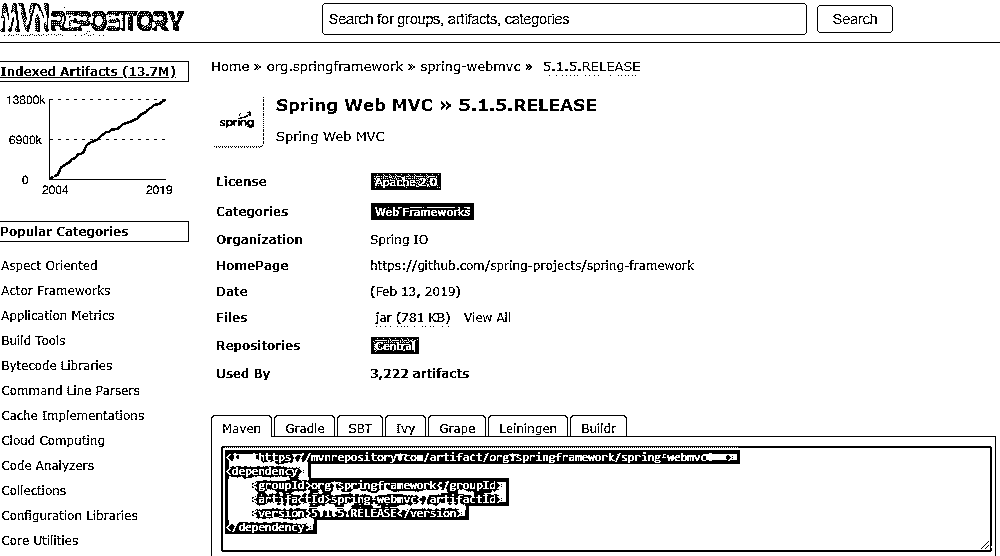 MVNREPOSITORY
Search for groups, artifacts, categories
Search
Indexed Artifacts (13.7M)
13800k
6900k
0
2004
2019
Popular Categories
Aspect Oriented
Actor Frameworks
Application Metrics
Build Tools
Bytecode Libraries
Command Line Parsers
Cache Implementations
Cloud Computing
Code Analyzers
Collections
Configuration Libraries
Core Utilities
Home » org.springframework » spring-webmvc » 5.1.5.RELEASE
spring
Spring Web MVC » 5.1.5.RELEASE
Spring Web MVC
License Apache 2.0
Categories Web Frameworks
Organization Spring IO
HomePage https://github.com/spring-projects/spring-framework
Date (Feb 13, 2019)
Files jar (781 KB) View All
Repositories Central
Used By 3,222 artifacts
Maven Gradle SBT Ivy Grape Leiningen Buildr
https://mvnrepository.com/artifact/org.springframework/spring-webmvc
<dependency>
<groupId>org.springframework</groupId>
<artifactId>spring-webmvc</artifactId>
<version>5.1.5.RELEASE</version>
</dependency>